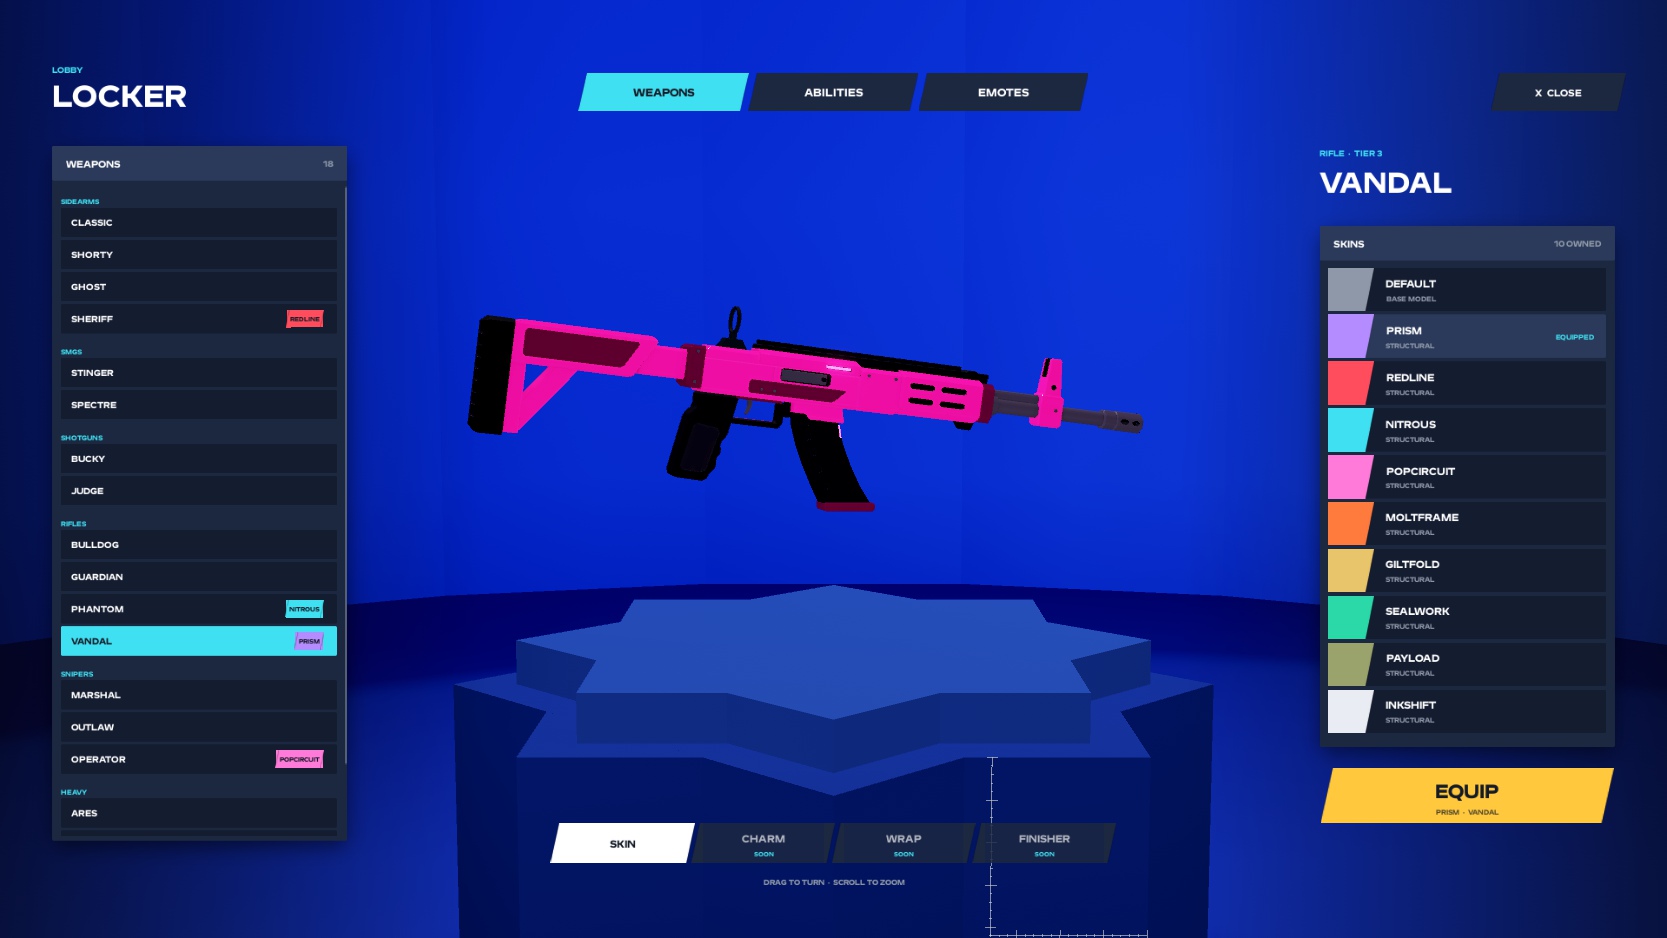 LOBBY
LOCKER
WEAPONS
ABILITIES
EMOTES
X CLOSE
WEAPONS 18
SIDEARMS
CLASSIC
SHORTY
GHOST
SHERIFF REDLINE
SMGS
STINGER
SPECTRE
SHOTGUNS
BUCKY
JUDGE
RIFLES
BULLDOG
GUARDIAN
PHANTOM NITROUS
VANDAL PRISM
SNIPERS
MARSHAL
OUTLAW
OPERATOR POPCIRCUIT
HEAVY
ARES
RIFLE · TIER 3
VANDAL
SKINS 10 OWNED
DEFAULT
BASE MODEL
PRISM
STRUCTURAL
EQUIPPED
REDLINE
STRUCTURAL
NITROUS
STRUCTURAL
POPCIRCUIT
STRUCTURAL
MOLTFRAME
STRUCTURAL
GILTFOLD
STRUCTURAL
SEALWORK
STRUCTURAL
PAYLOAD
STRUCTURAL
INKSHIFT
STRUCTURAL
EQUIP
PRISM · VANDAL
SKIN
CHARM
SOON
WRAP
SOON
FINISHER
SOON
DRAG TO TURN · SCROLL TO ZOOM